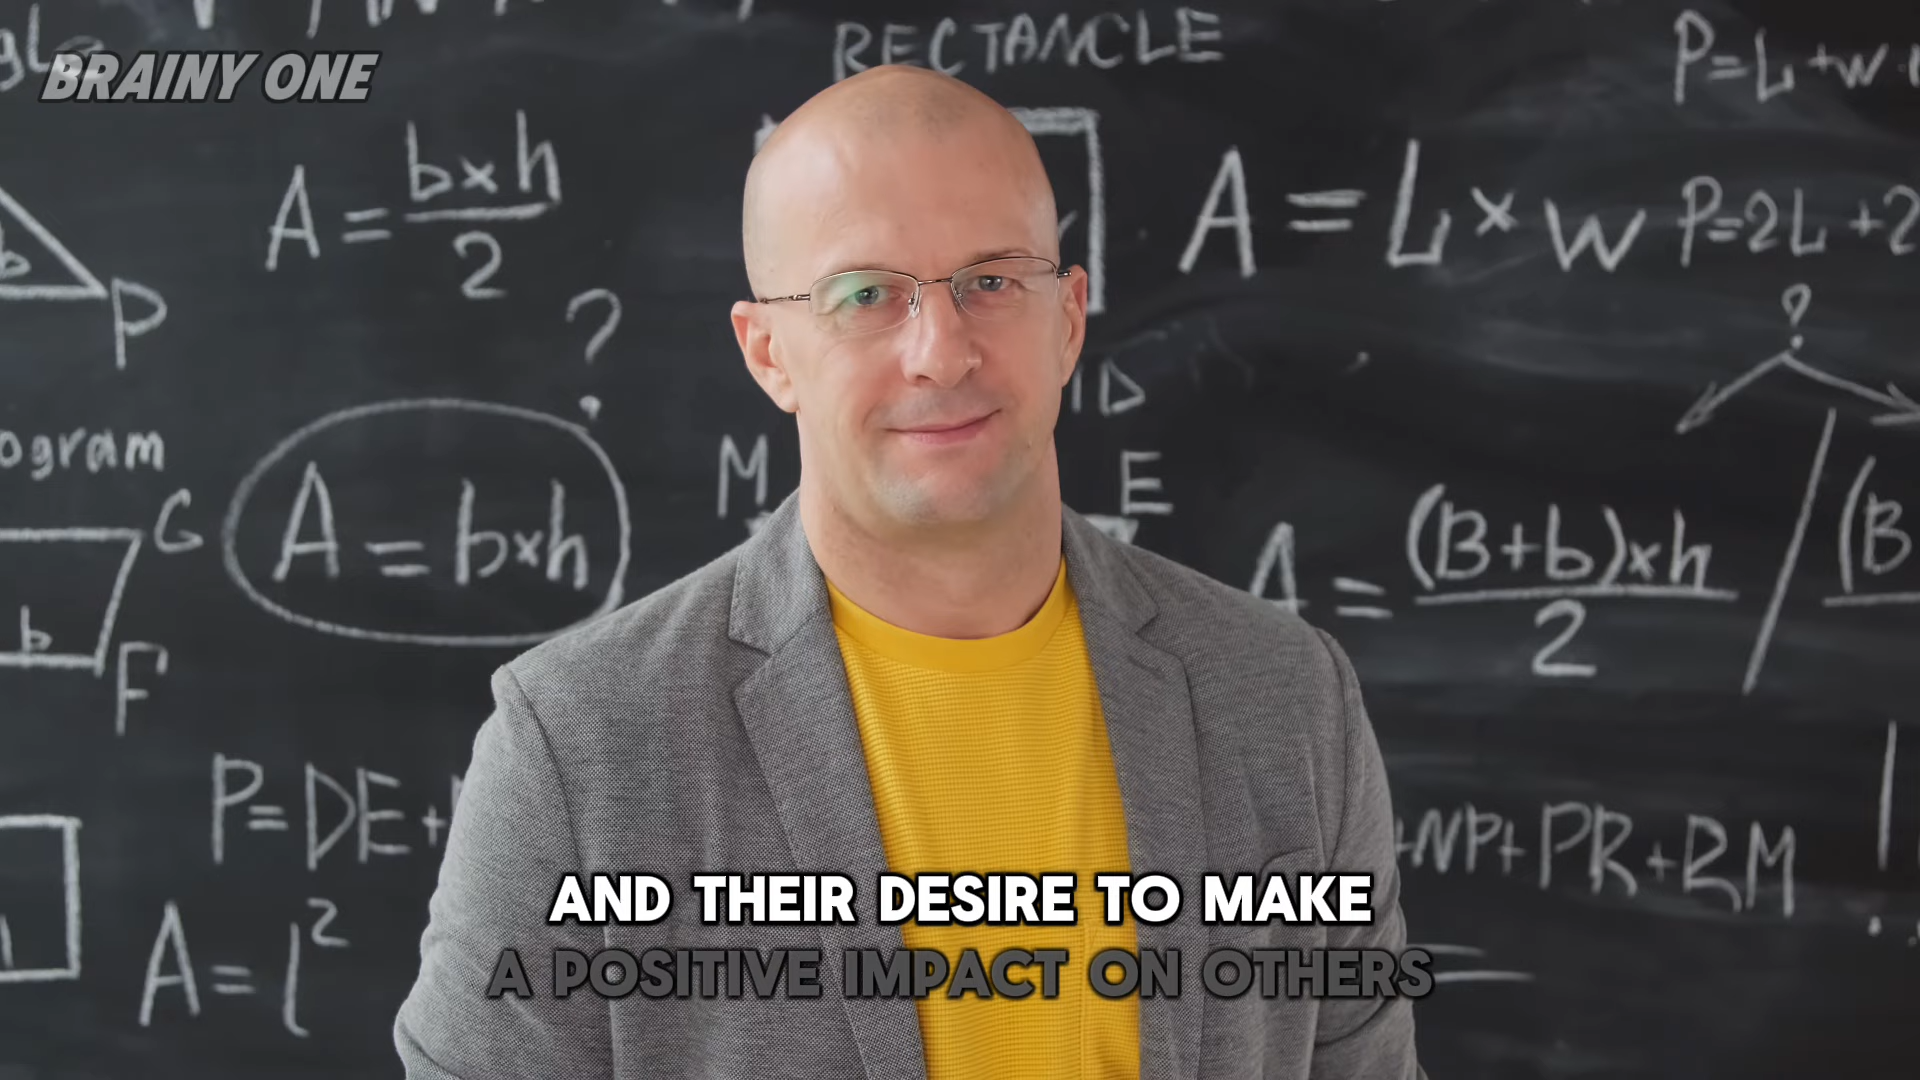 RECTANGLE
BRAINY ONE
A = b×h
2
A = L × w
P=2L +2
?
?
P
ogram
G
A = b×h
M
E
A = (B+b)×h
2
(B
b
F
P= DE+
+NP+ PR+RM
A = l²
AND THEIR DESIRE TO MAKE
A POSITIVE IMPACT ON OTHERS